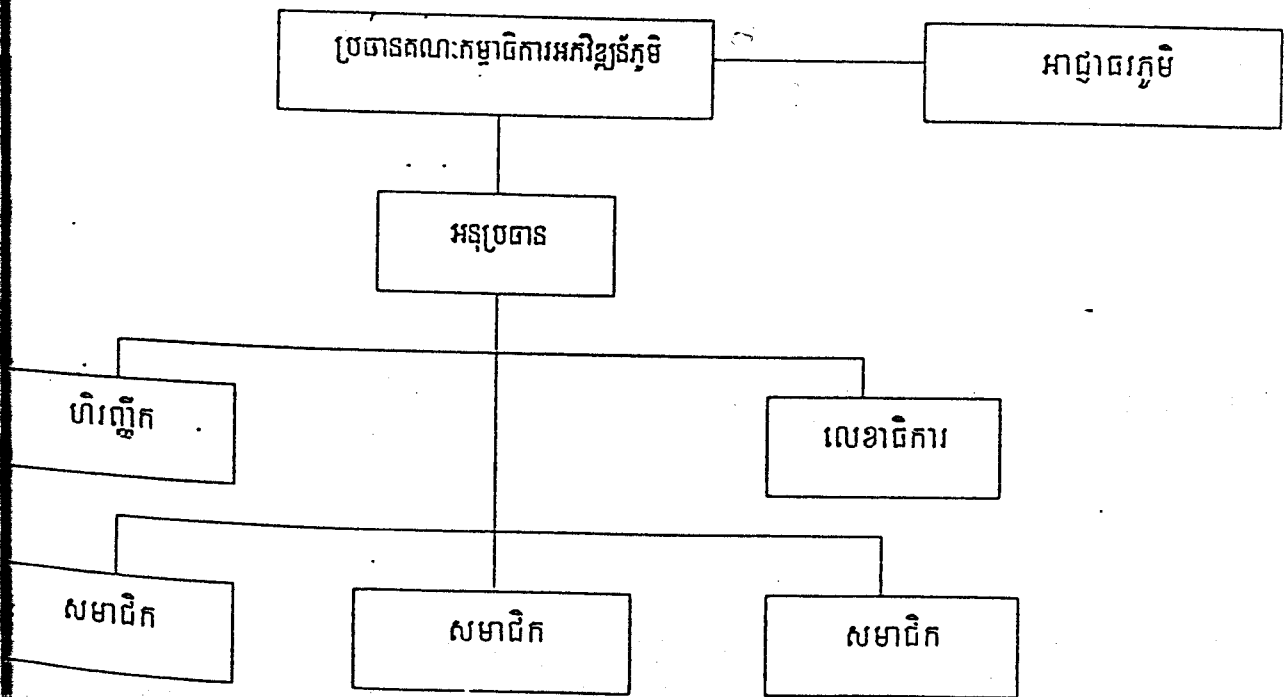 ប្រធានគណៈកម្មាធិការអភិវឌ្ឍន៍ភូមិ
អាជ្ញាធរភូមិ
អនុប្រធាន
ហិរញ្ញឹក
លេខាធិការ
សមាជិក
សមាជិក
សមាជិក